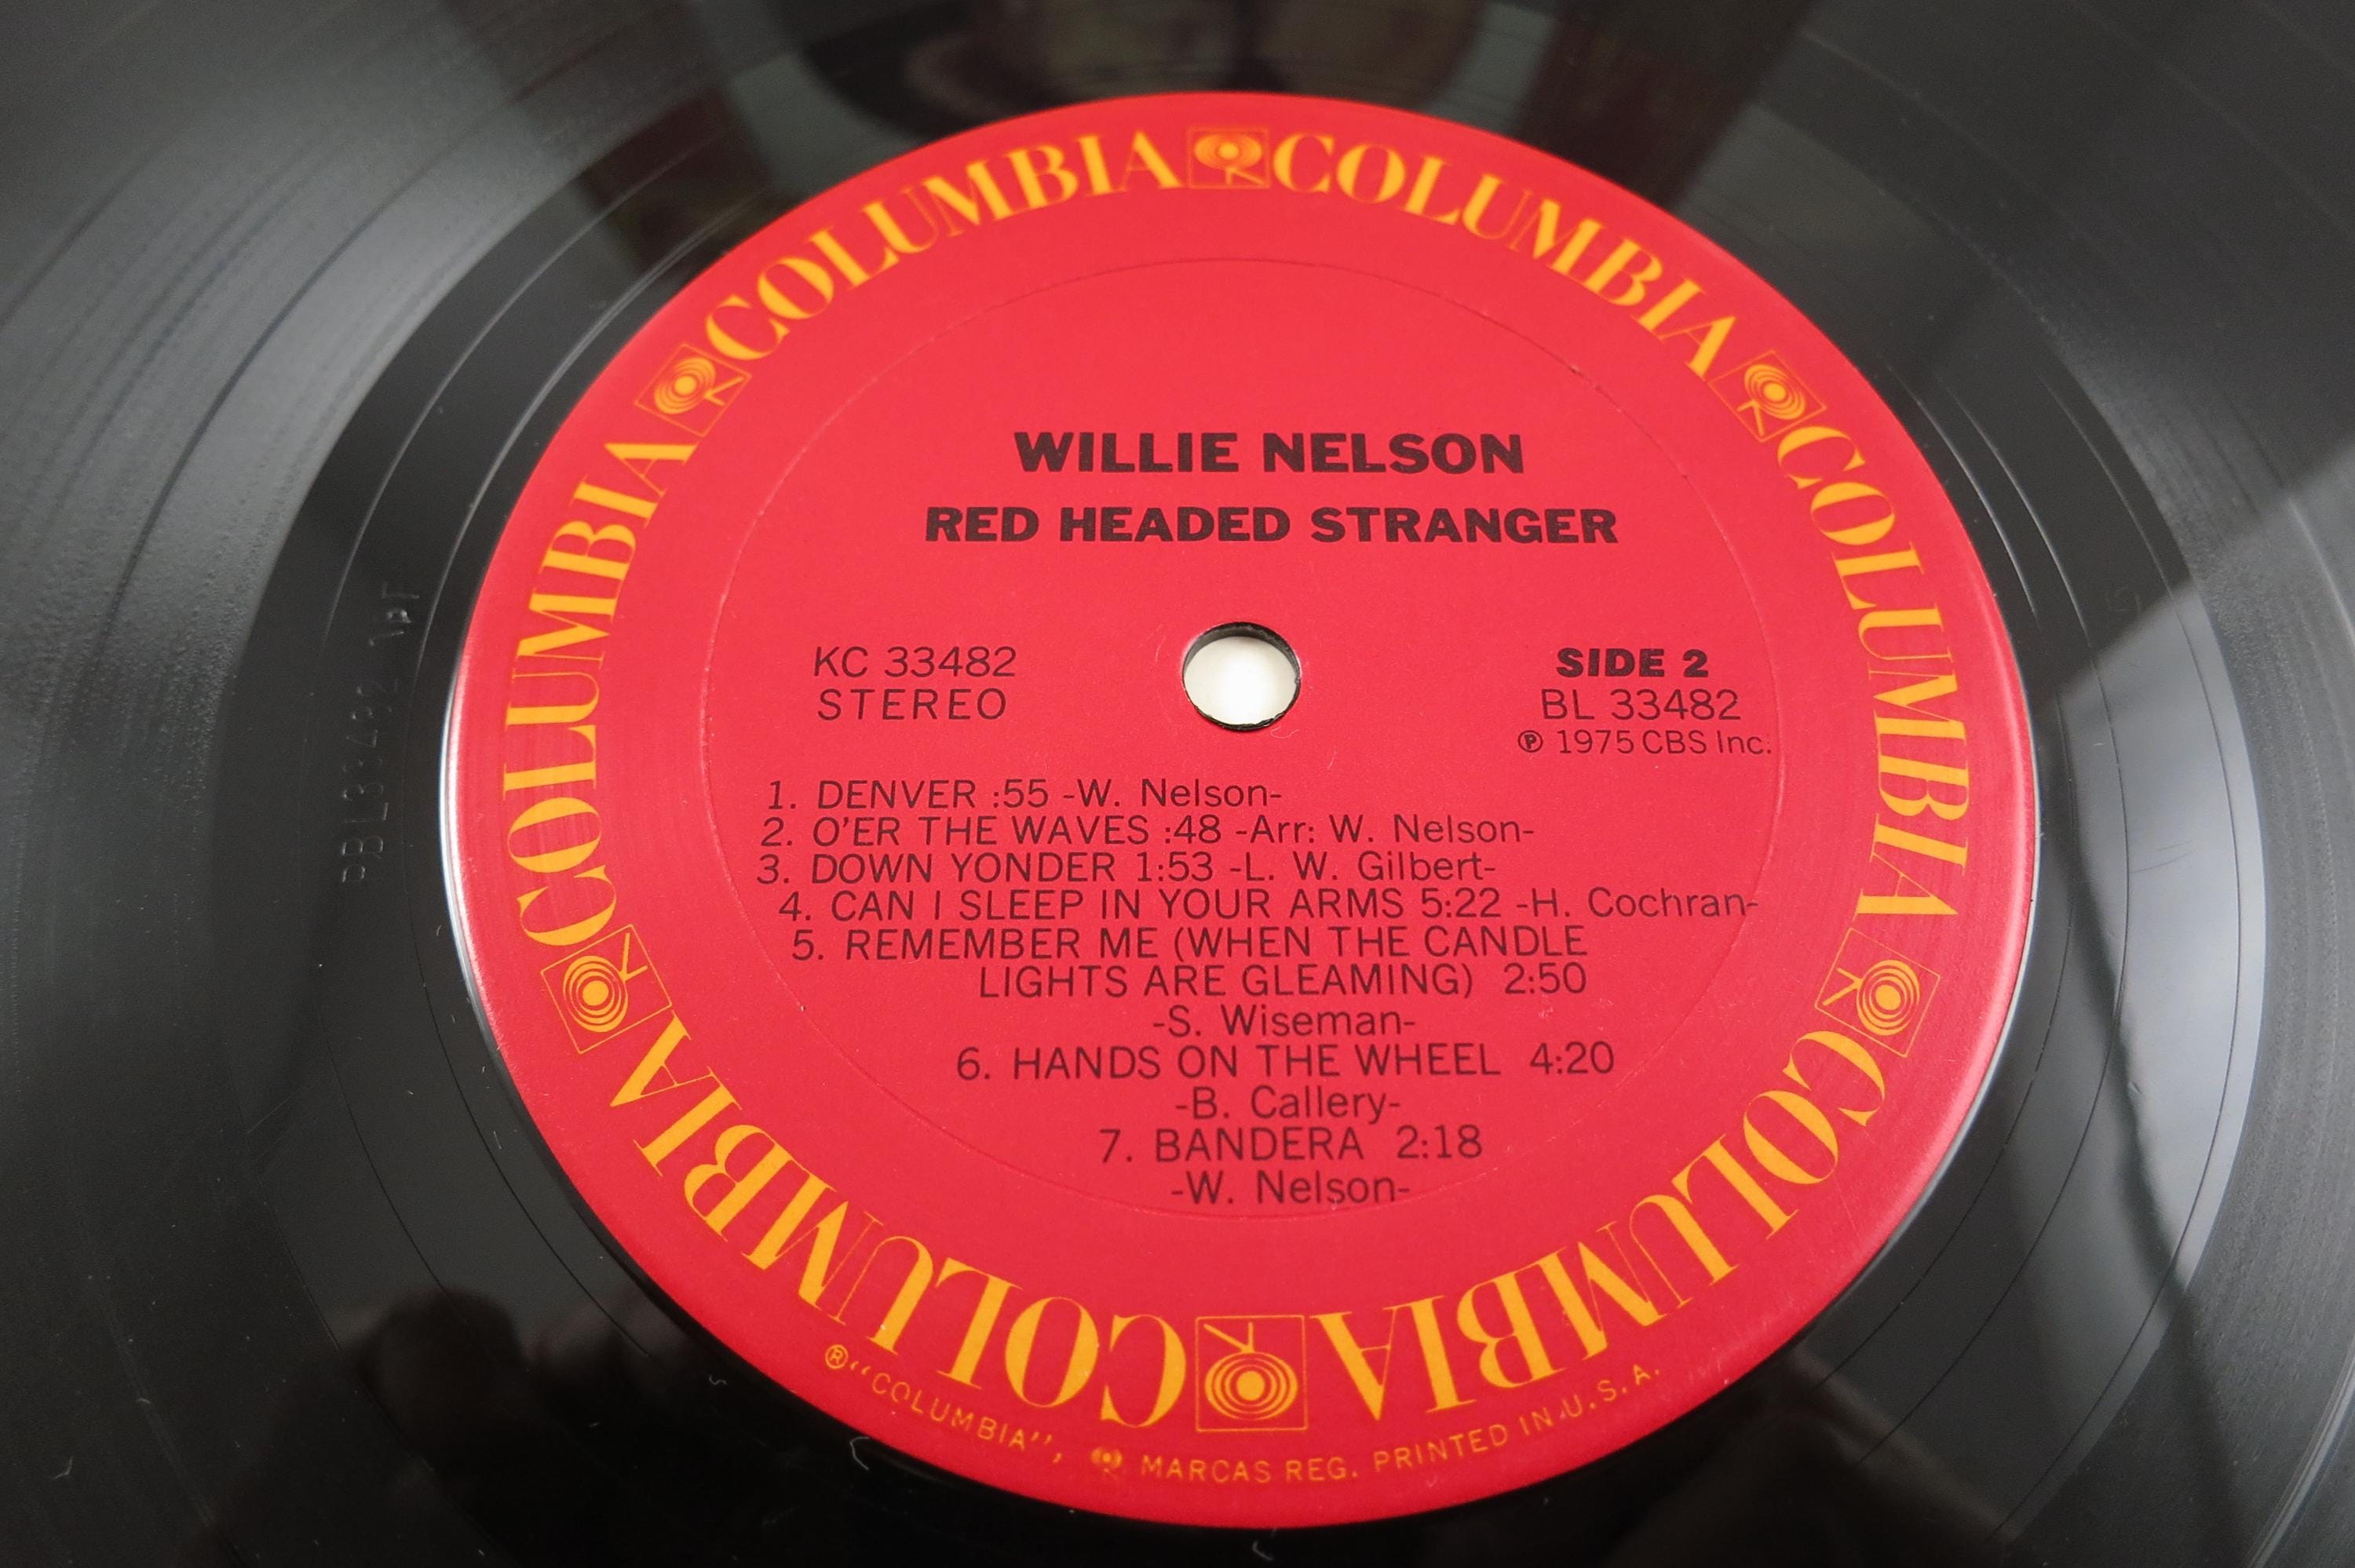 COLUMBIA COLUMBIA COLUMBIA COLUMBIA COLUMBIA COLUMBIA
WILLIE NELSON
RED HEADED STRANGER
KC 33482
STEREO
SIDE 2
BL 33482
℗ 1975 CBS Inc.
1. DENVER :55 -W. Nelson-
2. O'ER THE WAVES :48 -Arr: W. Nelson-
3. DOWN YONDER 1:53 -L. W. Gilbert-
4. CAN I SLEEP IN YOUR ARMS 5:22 -H. Cochran-
5. REMEMBER ME (WHEN THE CANDLE
LIGHTS ARE GLEAMING) 2:50
-S. Wiseman-
6. HANDS ON THE WHEEL 4:20
-B. Callery-
7. BANDERA 2:18
-W. Nelson-
® "COLUMBIA", MARCAS REG. PRINTED IN U.S.A.